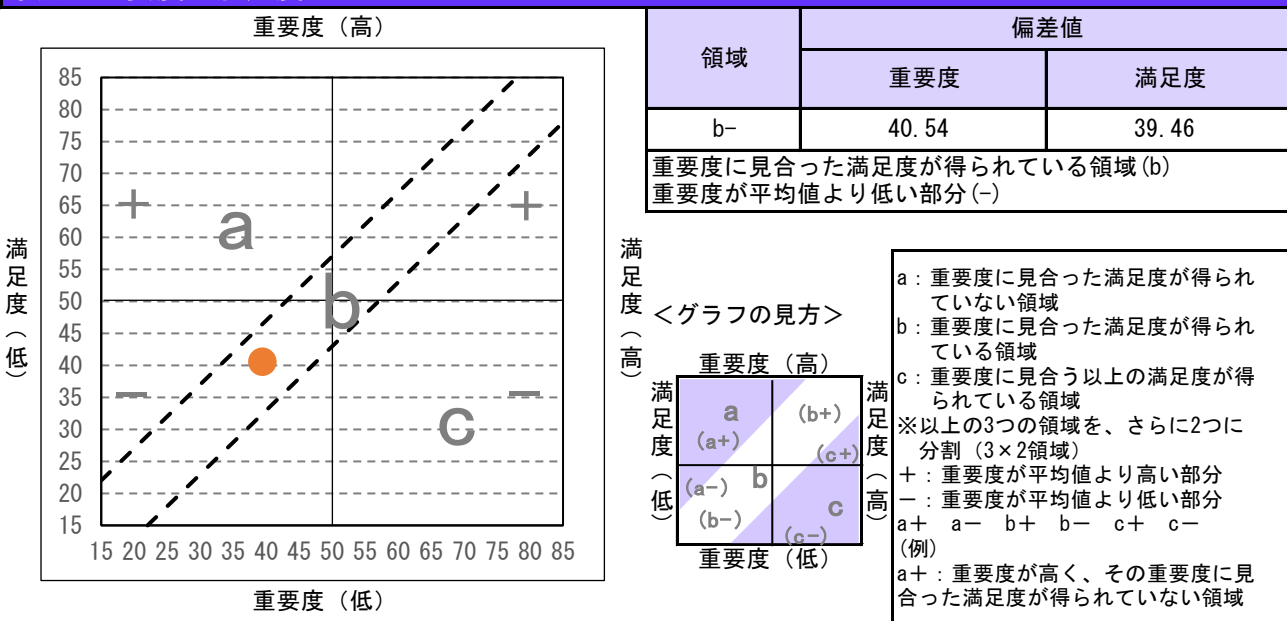 重要度（高）
85
80
75
70
65
60
55
50
45
40
35
30
25
20
15
15 20 25 30 35 40 45 50 55 60 65 70 75 80 85
＋
＋
a
b
－
－
c
満足度（低）
満足度（高）
重要度（低）
領域
偏差値
重要度
満足度
b−
40.54
39.46
重要度に見合った満足度が得られている領域(b)
重要度が平均値より低い部分(−)
＜グラフの見方＞
重要度（高）
満足度（低）
満足度（高）
a
(a+)
(b+)
(c+)
(a−)
b
(b−)
c
(c−)
重要度（低）
a：重要度に見合った満足度が得られ
ていない領域
b：重要度に見合った満足度が得られ
ている領域
c：重要度に見合う以上の満足度が得
られている領域
※以上の3つの領域を、さらに2つに
分割（3×2領域）
＋：重要度が平均値より高い部分
－：重要度が平均値より低い部分
a＋ a－ b＋ b－ c＋ c－
(例)
a＋：重要度が高く、その重要度に見
合った満足度が得られていない領域